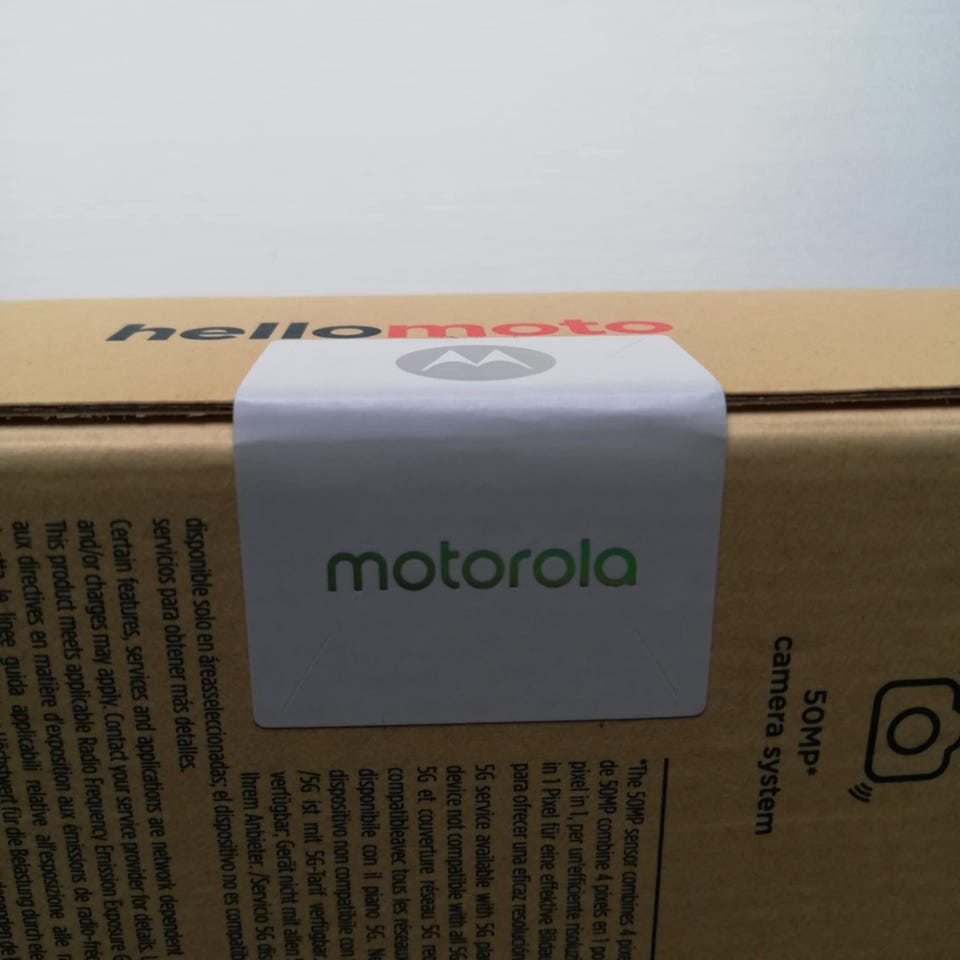 hellomoto
motorola
50MP*
camera system
*The 50MP sensor combines 4
de 50MP combine 4 pixels en 1
pixel in 1, per un'efficiente
in 1 Pixel für eine effektive
para ofrecer una eficaz resolución
5G service available with 5G
device not compatible with all 5G
5G et couverture réseau 5G
compatibleavec tous les
disponibile con il piano 5G.
dispositivo non compatibile con
/5G ist mit 5G-Tarif verfügbar
verfügbar; Gerät nicht mit allen
Ihrem Anbieter. /Servicio 5G
disponible solo en áreasseleccionadas; el dispositivo no es
servicios para obtener más detalles.
Certain features, services and applications are network dependent
and/or charges may apply. Contact your service provider for details.
This product meets applicable Radio Frequency Emission Exposure
aux directives en matière d'exposition aux émissions de
le linee guida applicabili relative all'esposizione alle
Höchstwert für die Belastung durch